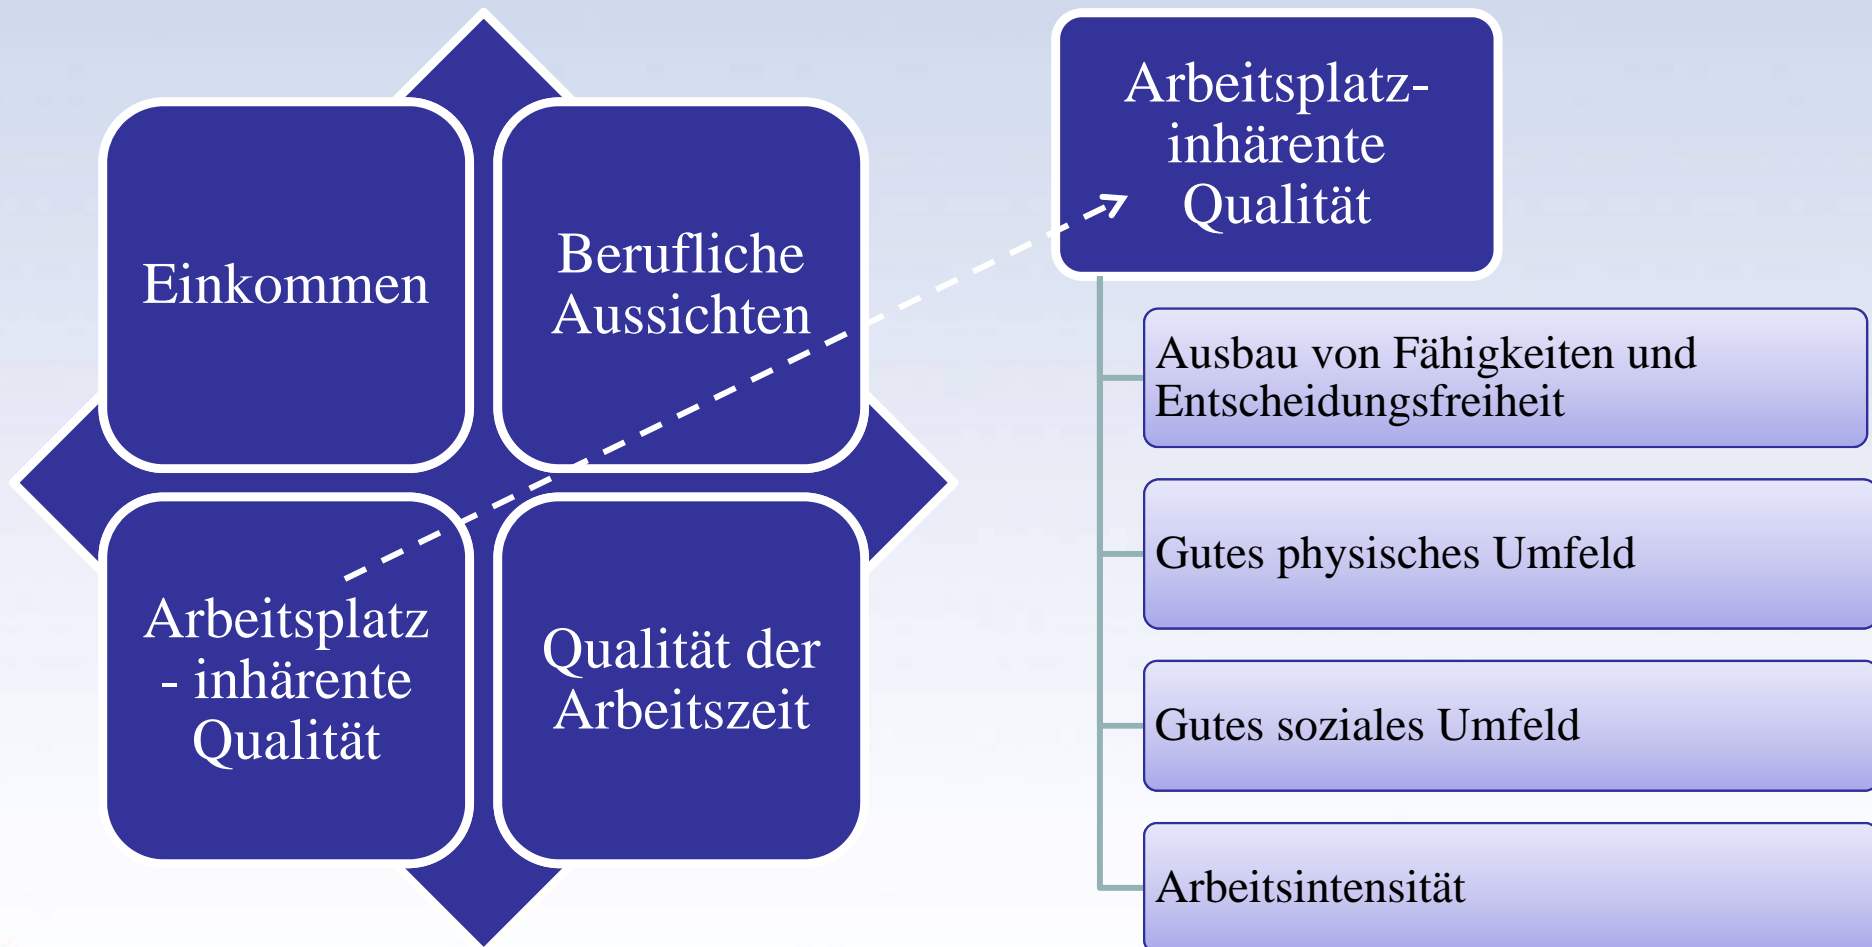 Einkommen
Berufliche
Aussichten
Arbeitsplatz
- inhärente
Qualität
Qualität der
Arbeitszeit
Arbeitsplatz-
inhärente
Qualität
Ausbau von Fähigkeiten und
Entscheidungsfreiheit
Gutes physisches Umfeld
Gutes soziales Umfeld
Arbeitsintensität